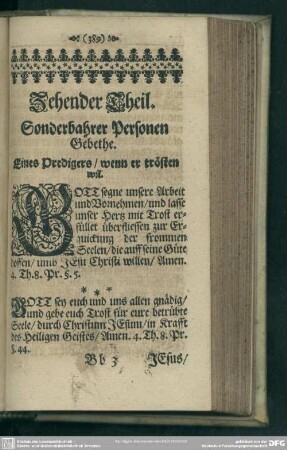 (389)
Zehender Theil.
Sonderbahrer Personen
Gebethe.
Eines Predigers / wenn er trösten
wil.
GOTT segne unsere Arbeit
und Vornehmen / und lasse
unser Hertz mit Trost er-
füllet überfliessen zur Er-
quickung der frommen
Seelen / die auff seine Güte
hoffen / umb JEsu Christi willen / Amen.
4. Th. 8. Pr. §. 5.
* * *
GOTT sey euch und uns allen gnädig /
und gebe euch Trost für eure betrübte
Seele / durch Christum JEsum / in Krafft
des Heiligen Geistes / Amen. 4. Th. 8. Pr.
§. 44.
Bb 3 JEsus /
DFG